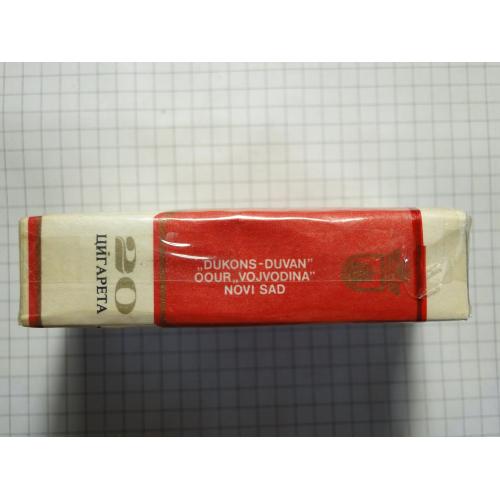 „DUKONS-DUVAN"
OOUR „VOJVODINA"
NOVI SAD
20
ЦИГАРЕТА